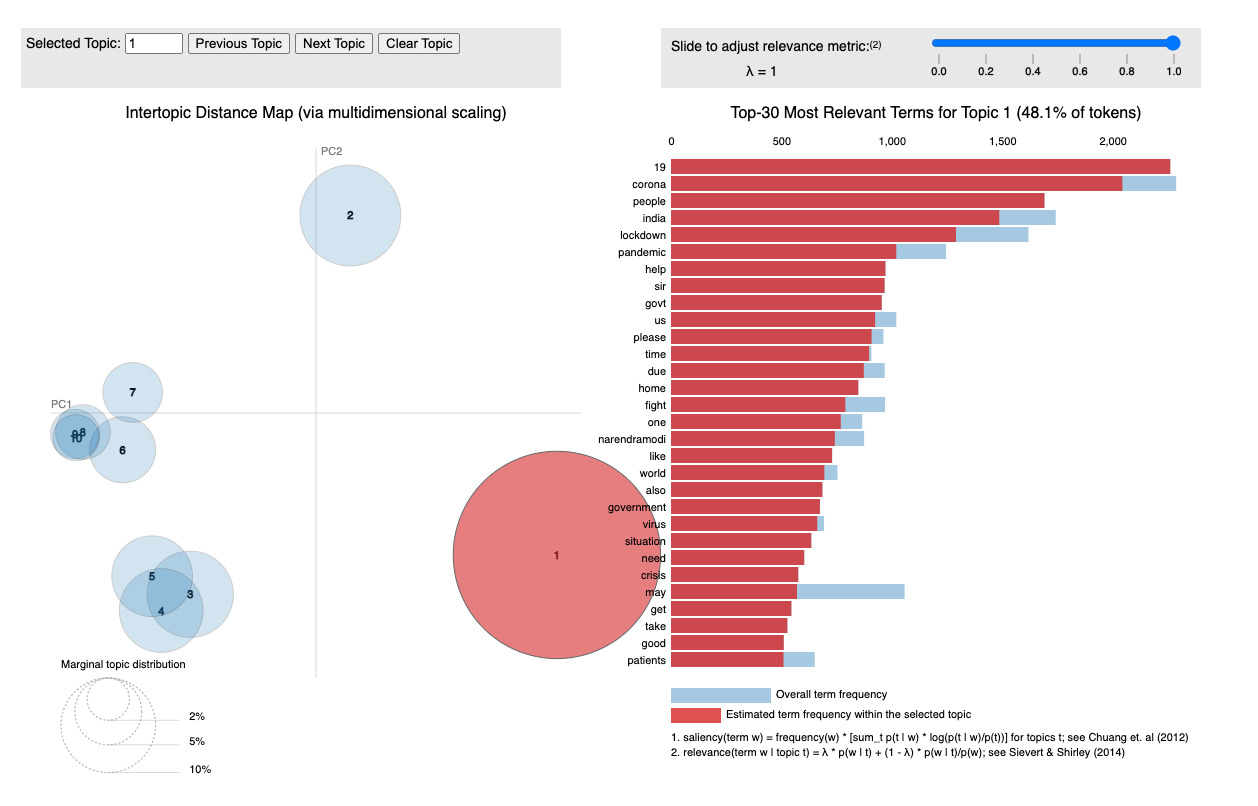 Selected Topic: 1 Previous Topic Next Topic Clear Topic
Slide to adjust relevance metric:(2)
λ = 1
0.0 0.2 0.4 0.6 0.8 1.0
Intertopic Distance Map (via multidimensional scaling)
PC2
2
7
PC1
9
8
10
6
1
5
3
4
Marginal topic distribution
2%
5%
10%
Top-30 Most Relevant Terms for Topic 1 (48.1% of tokens)
0 500 1,000 1,500 2,000
19
corona
people
india
lockdown
pandemic
help
sir
govt
us
please
time
due
home
fight
one
narendramodi
like
world
also
government
virus
situation
need
crisis
may
get
take
good
patients
Overall term frequency
Estimated term frequency within the selected topic
1. saliency(term w) = frequency(w) * [sum_t p(t | w) * log(p(t | w)/p(t))] for topics t; see Chuang et. al (2012)
2. relevance(term w | topic t) = λ * p(w | t) + (1 - λ) * p(w | t)/p(w); see Sievert & Shirley (2014)